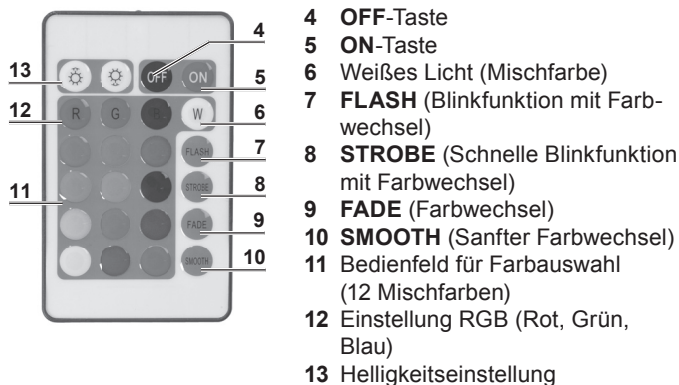 4
13
OFF
ON
5
12
R
G
W
6
FLASH
7
STROBE
8
11
FADE
9
SMOOTH
10
4 OFF-Taste
5 ON-Taste
6 Weißes Licht (Mischfarbe)
7 FLASH (Blinkfunktion mit Farb-
wechsel)
8 STROBE (Schnelle Blinkfunktion
mit Farbwechsel)
9 FADE (Farbwechsel)
10 SMOOTH (Sanfter Farbwechsel)
11 Bedienfeld für Farbauswahl
(12 Mischfarben)
12 Einstellung RGB (Rot, Grün,
Blau)
13 Helligkeitseinstellung